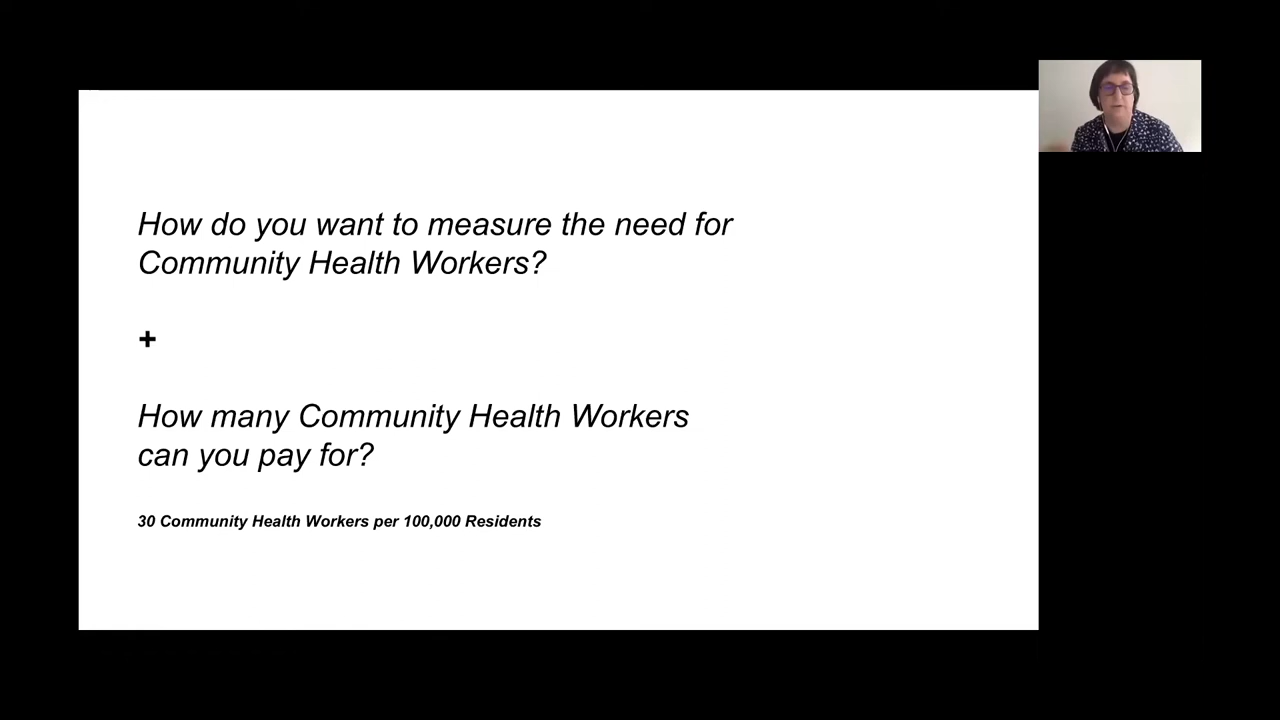 How do you want to measure the need for
Community Health Workers?
+
How many Community Health Workers
can you pay for?
30 Community Health Workers per 100,000 Residents